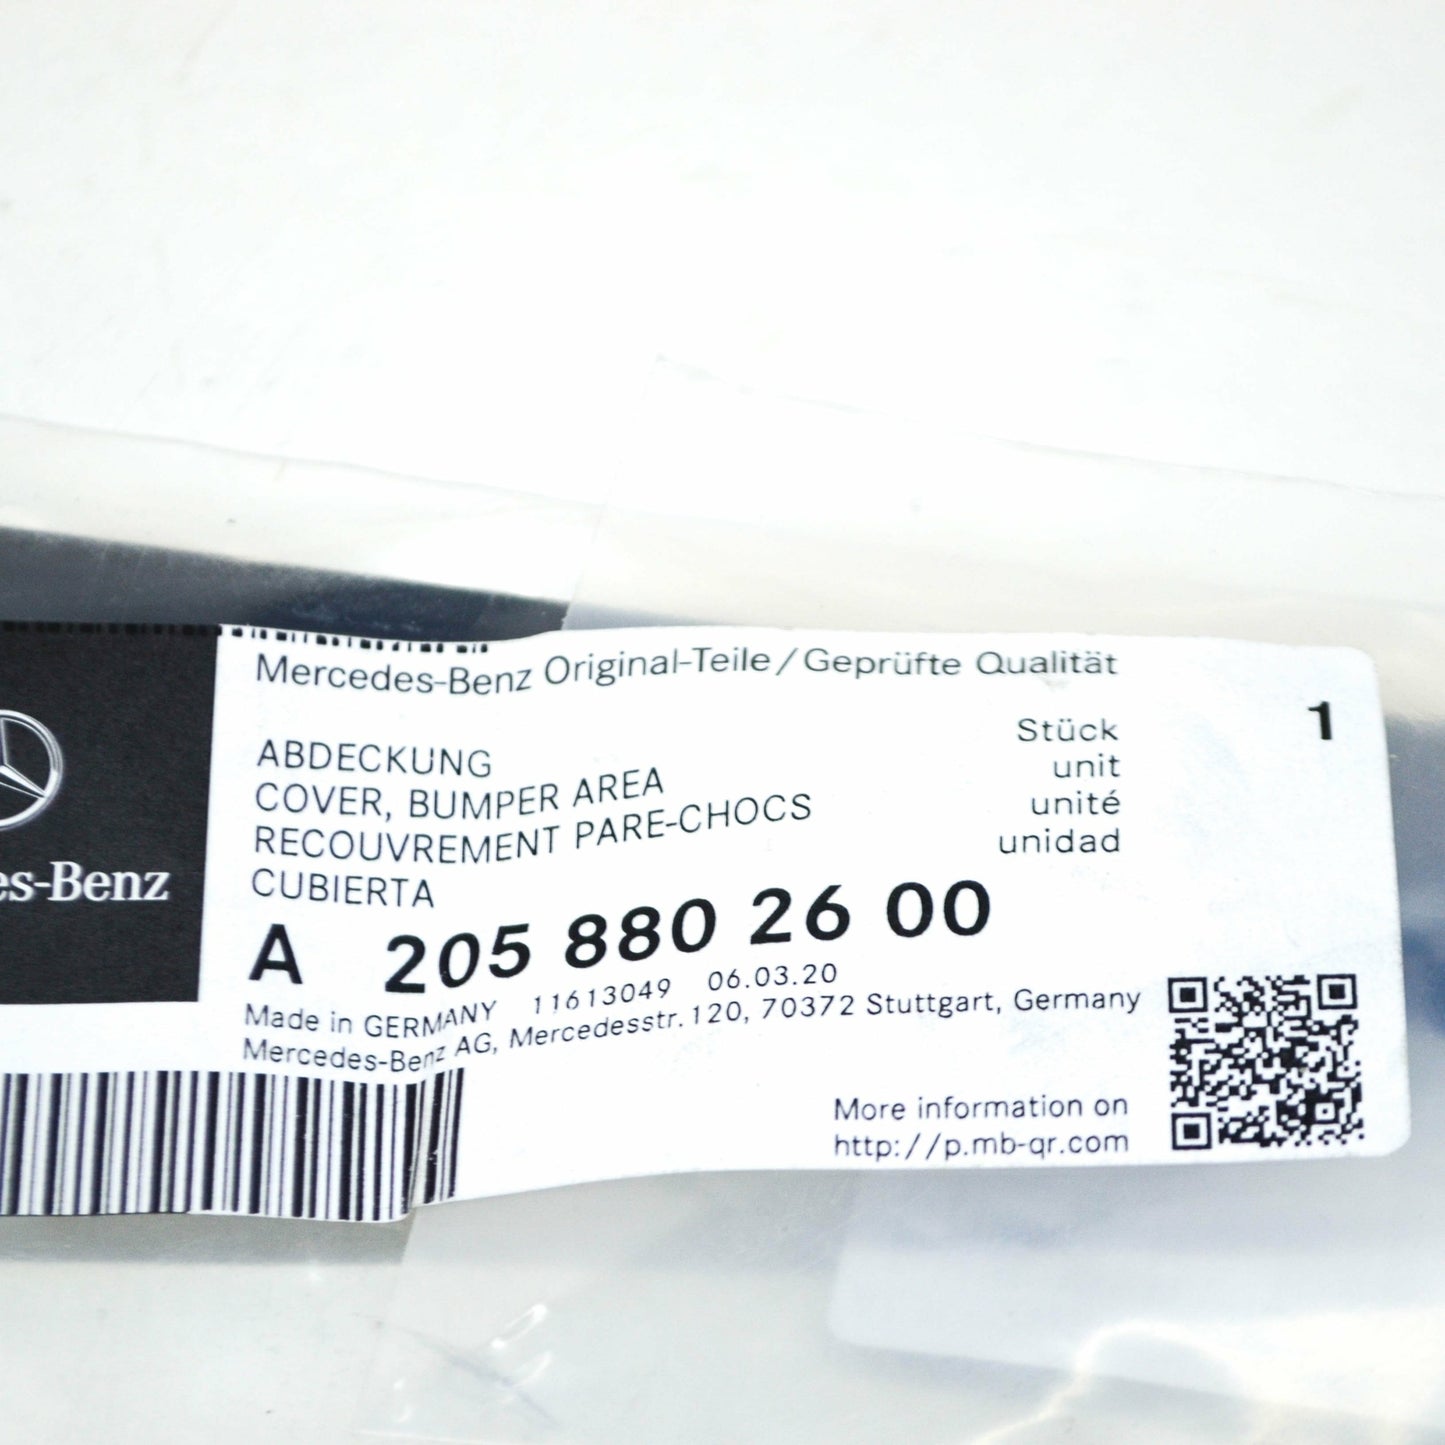 Mercedes-Benz Original-Teile / Geprüfte Qualität
1
ABDECKUNG
COVER, BUMPER AREA
RECOUVREMENT PARE-CHOCS
CUBIERTA
Stück
unit
unité
unidad
es-Benz
A 205 880 26 00
Made in GERMANY 11613049 06.03.20
Mercedes-Benz AG, Mercedesstr. 120, 70372 Stuttgart, Germany
More information on
http://p.mb-qr.com